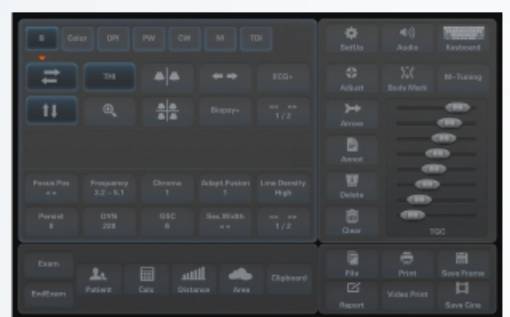 B Color DPI PW CW M TDI
THI ECG»
Biopsy» 1 / 2
Focus Pos Frequency Chroma Adapt.Fusion Line Density
3.2 - 5.1 1 1 High
Persist DYN GSC Sec.Width
8 220 6 1 / 2
SetUp Audio Keyboard
Adjust Body Mark M-Tuning
Arrow
Annot
Delete
Clear TGC
Exam
EndExam Patient Calc Distance Area Clipboard
File Print Save Frame
Report Video Print Save Cine